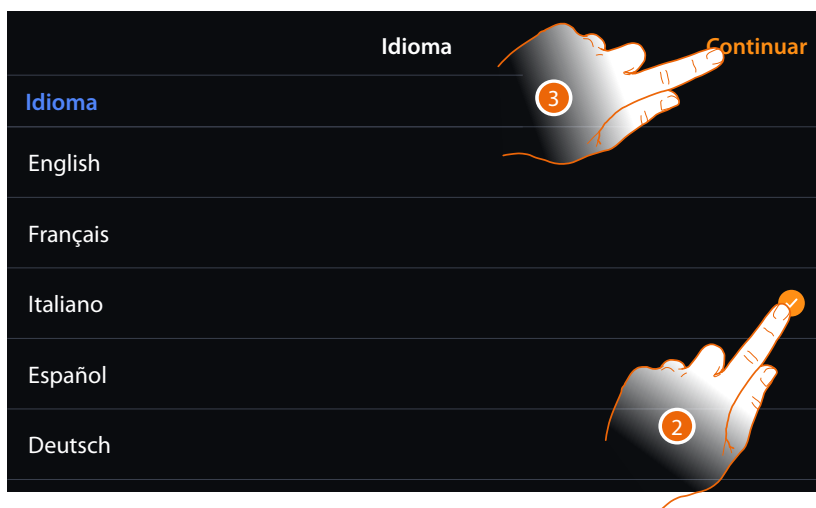 Idioma
Continuar
Idioma
3
English
Français
Italiano
Español
2
Deutsch